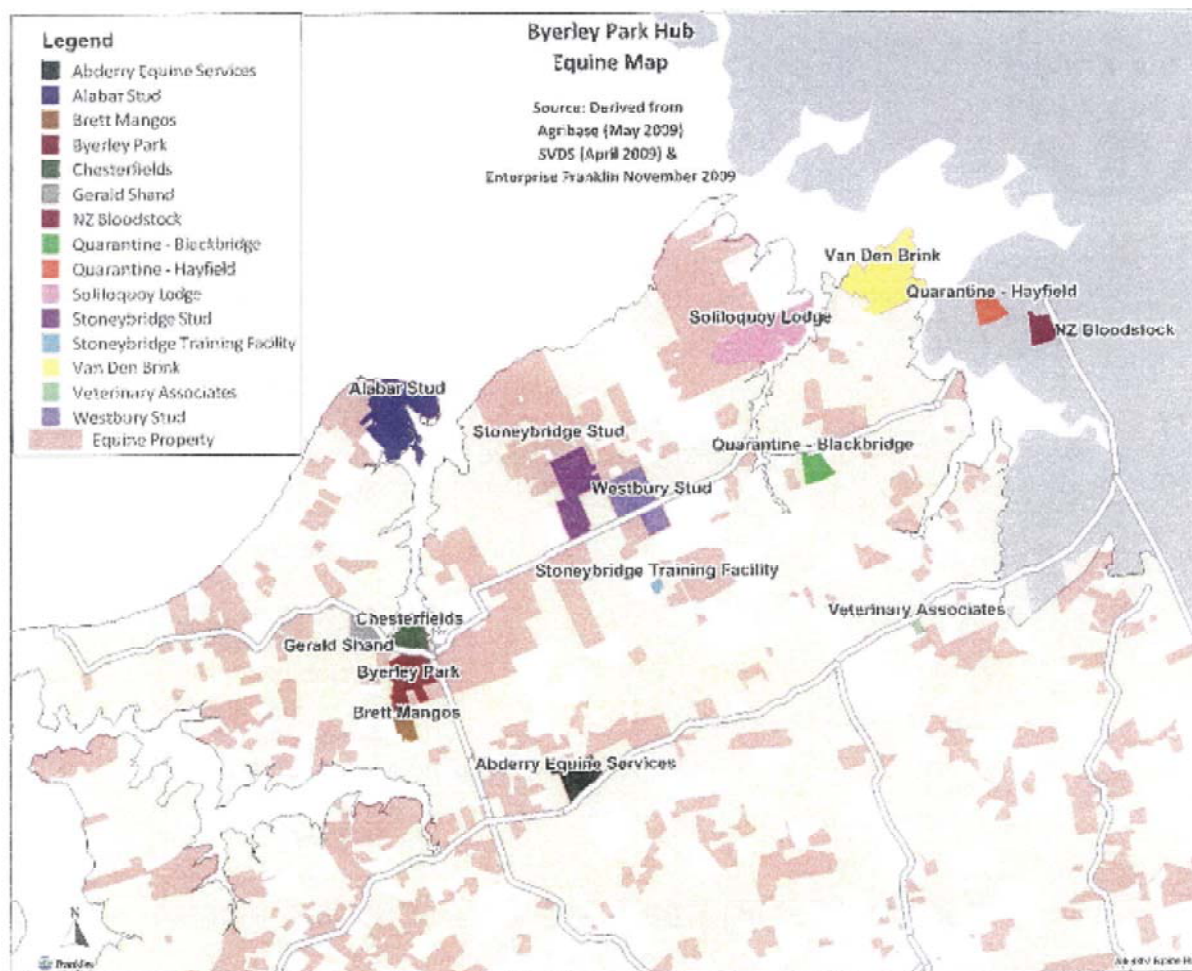 Legend
Abderry Equine Services
Alabar Stud
Brett Mangos
Byerley Park
Chesterfields
Gerald Shand
NZ Bloodstock
Quarantine - Blackbridge
Quarantine - Hayfield
Soliloquoy Lodge
Stoneybridge Stud
Stoneybridge Training Facility
Van Den Brink
Veterinary Associates
Westbury Stud
Equine Property
Byerley Park Hub
Equine Map
Source: Derived from
Agribase (May 2009)
SVDS (April 2009) &
Enterprise Franklin November 2009
Van Den Brink
Quarantine - Hayfield
Soliloquoy Lodge
NZ Bloodstock
Alabar Stud
Stoneybridge Stud
Quarantine - Blackbridge
Westbury Stud
Stoneybridge Training Facility
Veterinary Associates
Chesterfields
Gerald Shand
Byerley Park
Brett Mangos
Abderry Equine Services
N
Franklin